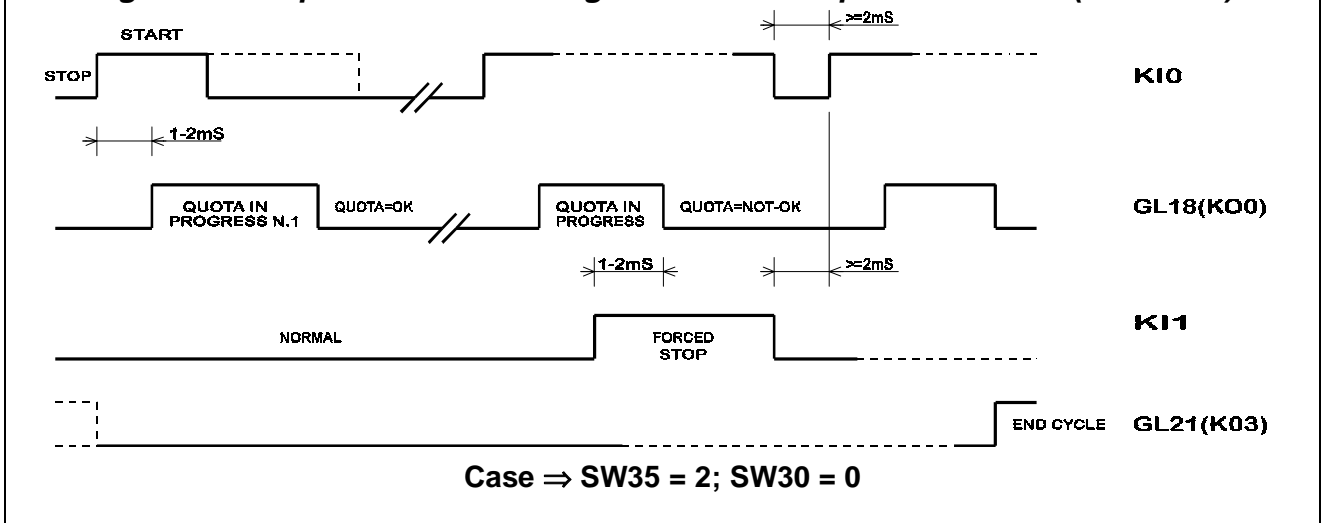 >=2mS
START
STOP
KI0
1-2mS
QUOTA IN
PROGRESS N.1
QUOTA=OK
QUOTA IN
PROGRESS
QUOTA=NOT-OK
GL18(KO0)
1-2mS
>=2mS
KI1
NORMAL
FORCED
STOP
END CYCLE
GL21(K03)
Case ⇒ SW35 = 2; SW30 = 0